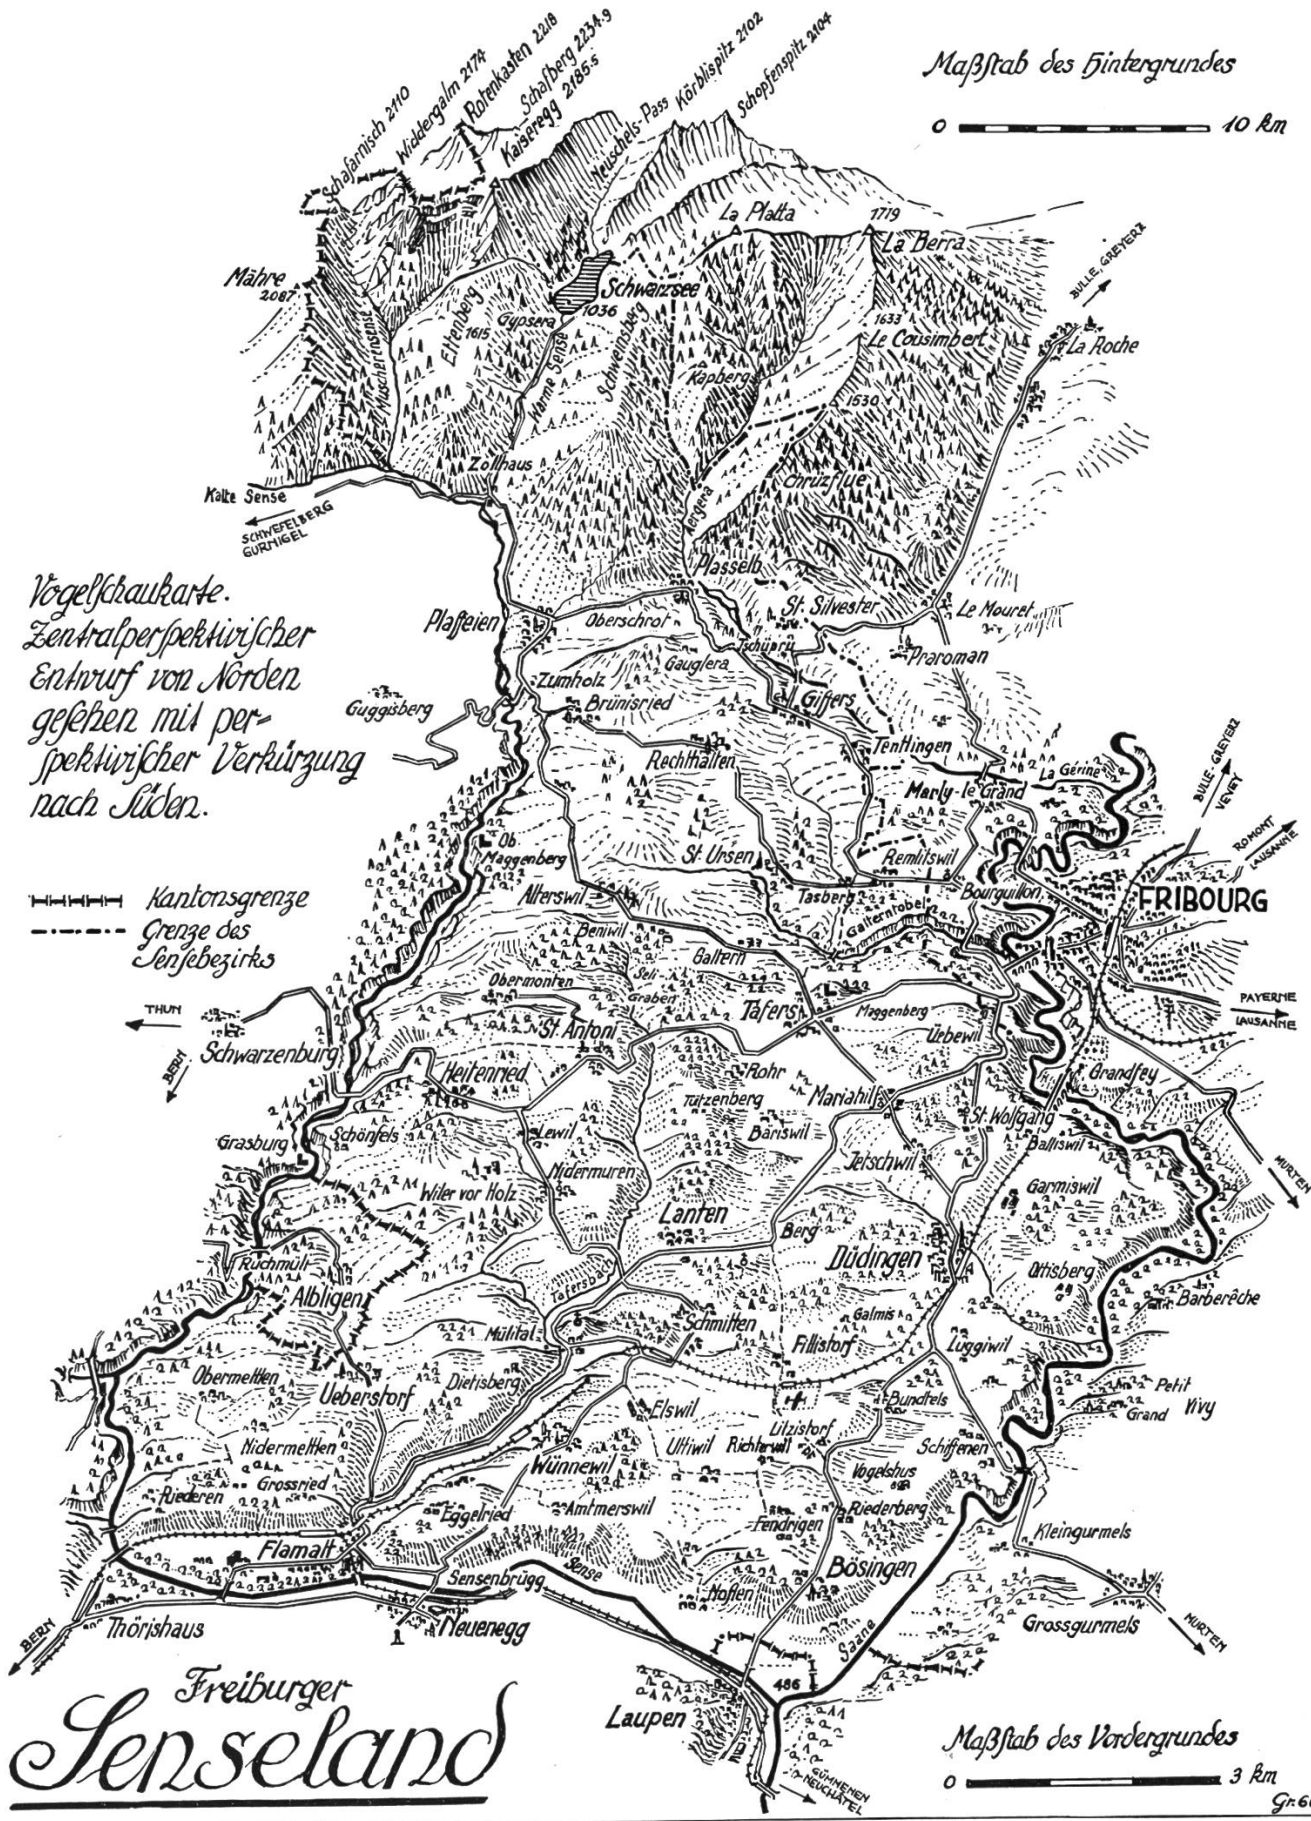 Maßstab des Hintergrundes
0 10 km
Schafarnisch 2110
Widdergalm 2174
Rotenkasten 2218
Schafberg 2234.9
Kaiseregg 2185.5
Neuschels-Pass
Körblispitz 2102
Schopfenspitz 2104
La Platta
1719
La Berra
BULLE, GREYERZ
Mähre
2087
Schwarzsee
1036
Gypsera
Ettenberg
1615
Muscherensense
Warme Sense
Schweinsberg
Kapberg
1633
Le Cousimbert
La Roche
1530
Zollhaus
Kalte Sense
SCHWEFELBERG
GURNIGEL
Chrüzflue
Aergera
Plasselb
Vogelschaukarte.
Zentralperspektivischer
Entwurf von Norden
gesehen mit per-
spektivischer Verkürzung
nach Süden.
Plaffeien
Oberschrot
St. Silvester
Le Mouret
Tschüprü
Praroman
Gauglera
Zumholz
Guggisberg
Brünisried
Giffers
Rechthalten
Tentlingen
La Gérine
Marly-le-Grand
BULLE-GREYERZ
VEVEY
ROMONT
LAUSANNE
Ob.
Maggenberg
St. Ursen
Remlitswil
Tasberg
Bourguillon
FRIBOURG
Kantonsgrenze
Grenze des
Sensebezirks
Alterswil
Beniwil
Galterntobel
Galtern
Seli
Graben
Obermonten
St. Antoni
Tafers
Maggenberg
Uebewil
PAYERNE
LAUSANNE
THUN
Schwarzenburg
BERN
Heitenried
Rohr
Mariahilf
Grandfey
Tützenberg
St. Wolfgang
Balliswil
Grasburg
Schönfels
Lewil
Bäriswil
Jetschwil
MURTEN
Nidermuren
Wiler vor Holz
Garmiswil
Lanten
Berg
Düdingen
Ottisberg
Ruchmüli
Albligen
Tafersbach
Barberêche
Mülital
Schmitten
Galmis
Fillistorf
Zuggiwil
Obermetten
Ueberstorf
Dietisberg
Bundtels
Petit
Grand Vivy
Elswil
Litzistorf
Nidermetten
Uttiwil
Richterwil
Schiffenen
Wünnewil
Vogelshus
Grossried
Riederen
Eggelried
Amtmerswil
Fendrigen
Riederberg
Kleingurmels
Flamatt
Sensenbrügg
Sense
Noflen
Bösingen
Thörishaus
Neuenegg
Saane
Grossgurmels
BERN
MURTEN
486
Laupen
Freiburger
Senseland
GÜMMENEN
NEUCHÂTEL
Maßstab des Vordergrundes
0 3 km